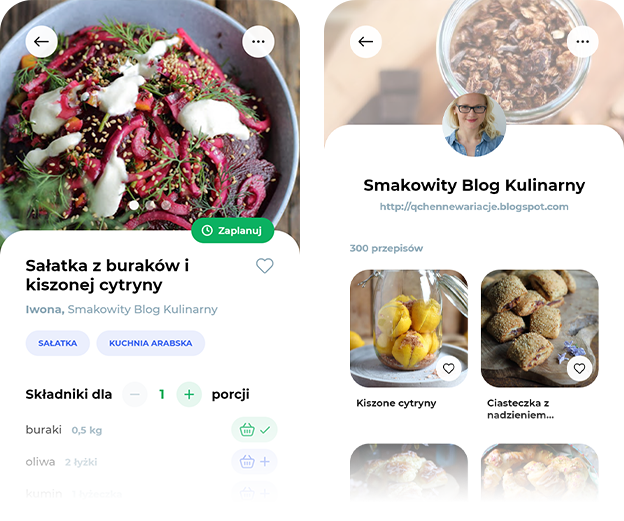 Zaplanuj
Sałatka z buraków i
kiszonej cytryny
Iwona, Smakowity Blog Kulinarny
SAŁATKA
KUCHNIA ARABSKA
Składniki dla 1 porcji
buraki 0,5 kg
oliwa 2 łyżki
kumin
Smakowity Blog Kulinarny
http://qchennewariacje.blogspot.com
300 przepisów
Kiszone cytryny
Ciasteczka z
nadzieniem...